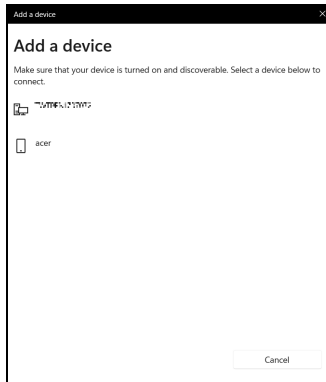 Add a device
Add a device
Make sure that your device is turned on and discoverable. Select a device below to
connect.
acer
Cancel